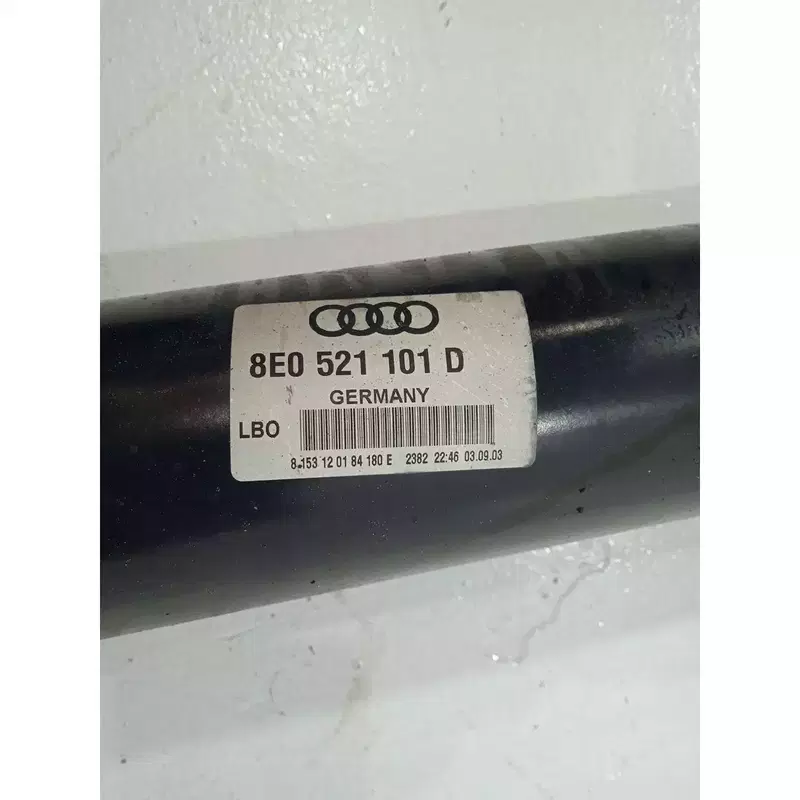 8E0 521 101 D
GERMANY
LBO
8.153 12 01 84 180 E 2382 22:46 03.09.03